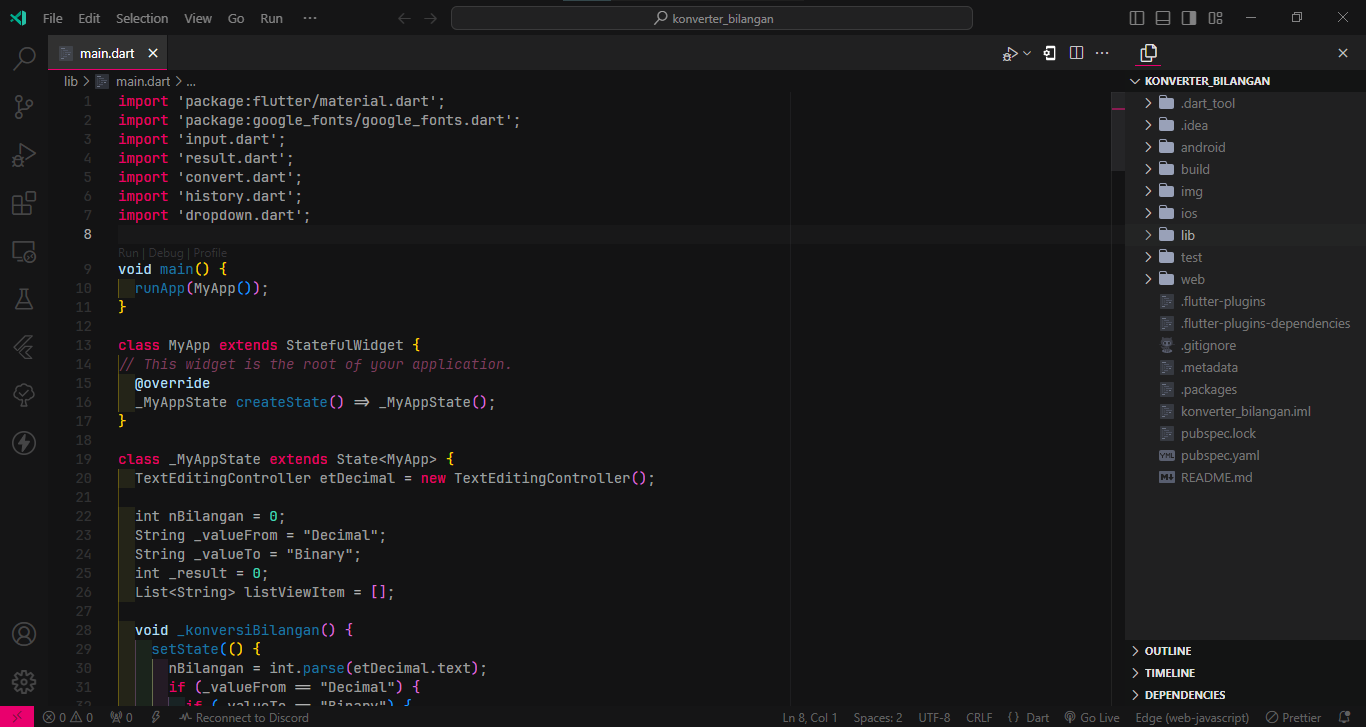 File Edit Selection View Go Run ···
konverter_bilangan
main.dart
lib > main.dart > ...
1 import 'package:flutter/material.dart';
2 import 'package:google_fonts/google_fonts.dart';
3 import 'input.dart';
4 import 'result.dart';
5 import 'convert.dart';
6 import 'history.dart';
7 import 'dropdown.dart';
8
Run | Debug | Profile
9 void main() {
10 runApp(MyApp());
11 }
12
13 class MyApp extends StatefulWidget {
14 // This widget is the root of your application.
15 @override
16 _MyAppState createState() => _MyAppState();
17 }
18
19 class _MyAppState extends State<MyApp> {
20 TextEditingController etDecimal = new TextEditingController();
21
22 int nBilangan = 0;
23 String _valueFrom = "Decimal";
24 String _valueTo = "Binary";
25 int _result = 0;
26 List<String> listViewItem = [];
27
28 void _konversiBilangan() {
29 setState(() {
30 nBilangan = int.parse(etDecimal.text);
31 if (_valueFrom == "Decimal") {
32 if (_valueTo == "Binary") {
KONVERTER_BILANGAN
.dart_tool
.idea
android
build
img
ios
lib
test
web
.flutter-plugins
.flutter-plugins-dependencies
.gitignore
.metadata
.packages
konverter_bilangan.iml
pubspec.lock
YML pubspec.yaml
README.md
OUTLINE
TIMELINE
DEPENDENCIES
0 0 0 Reconnect to Discord Ln 8, Col 1 Spaces: 2 UTF-8 CRLF {} Dart Go Live Edge (web-javascript) Prettier